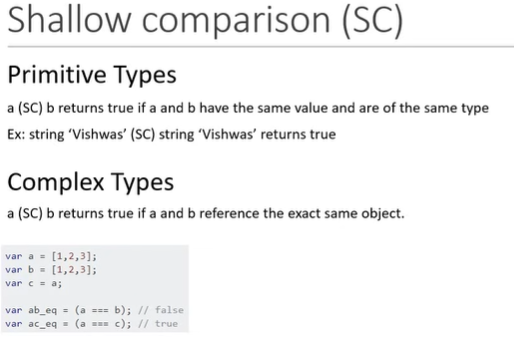 Shallow comparison (SC)
Primitive Types
a (SC) b returns true if a and b have the same value and are of the same type
Ex: string ‘Vishwas’ (SC) string ‘Vishwas’ returns true
Complex Types
a (SC) b returns true if a and b reference the exact same object.
var a = [1,2,3];
var b = [1,2,3];
var c = a;
var ab_eq = (a === b); // false
var ac_eq = (a === c); // true